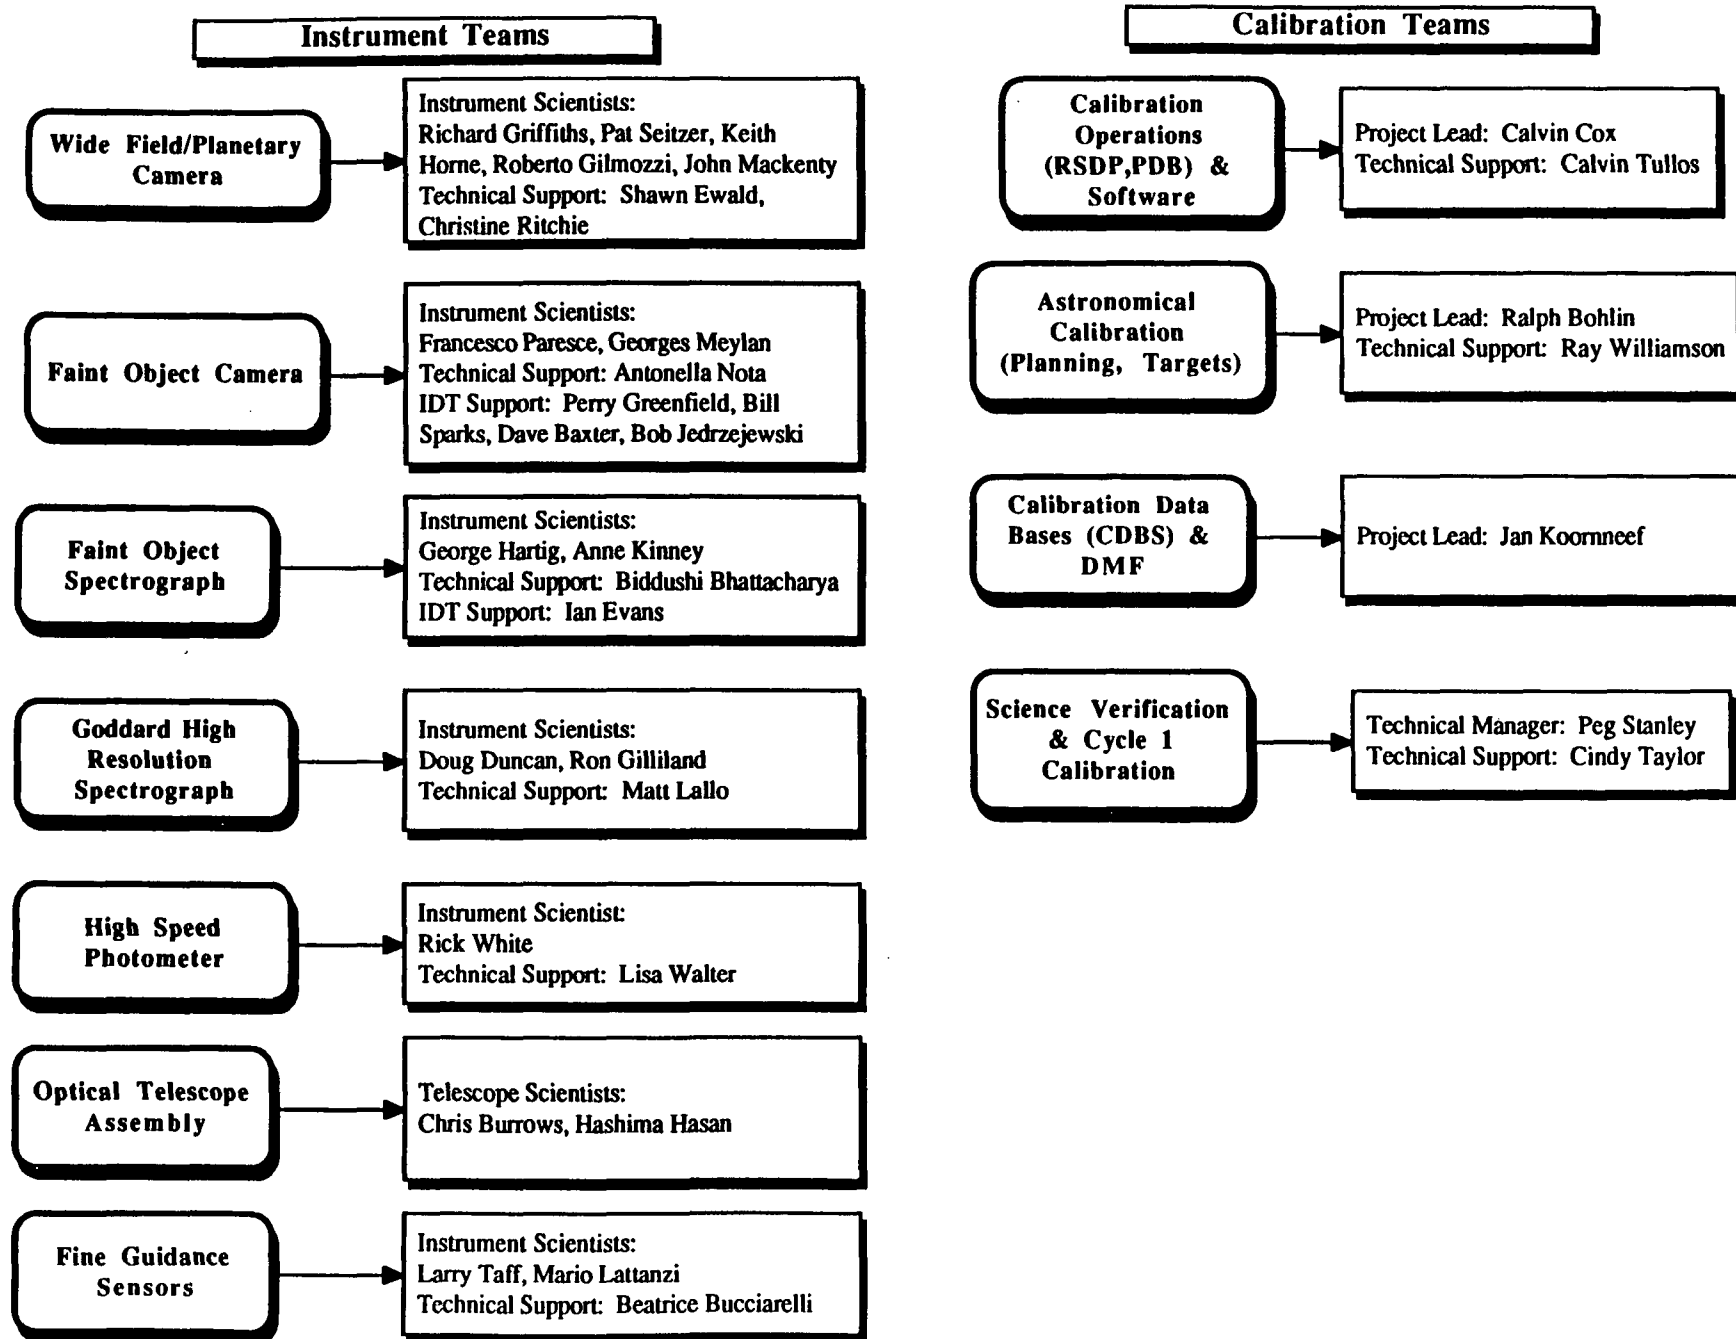 Instrument Teams
Wide Field/Planetary
Camera
Instrument Scientists:
Richard Griffiths, Pat Seitzer, Keith
Horne, Roberto Gilmozzi, John Mackenty
Technical Support: Shawn Ewald,
Christine Ritchie
Faint Object Camera
Instrument Scientists:
Francesco Paresce, Georges Meylan
Technical Support: Antonella Nota
IDT Support: Perry Greenfield, Bill
Sparks, Dave Baxter, Bob Jedrzejewski
Faint Object
Spectrograph
Instrument Scientists:
George Hartig, Anne Kinney
Technical Support: Biddushi Bhattacharya
IDT Support: Ian Evans
Goddard High
Resolution
Spectrograph
Instrument Scientists:
Doug Duncan, Ron Gilliland
Technical Support: Matt Lallo
High Speed
Photometer
Instrument Scientist:
Rick White
Technical Support: Lisa Walter
Optical Telescope
Assembly
Telescope Scientists:
Chris Burrows, Hashima Hasan
Fine Guidance
Sensors
Instrument Scientists:
Larry Taff, Mario Lattanzi
Technical Support: Beatrice Bucciarelli
Calibration Teams
Calibration
Operations
(RSDP,PDB) &
Software
Project Lead: Calvin Cox
Technical Support: Calvin Tullos
Astronomical
Calibration
(Planning, Targets)
Project Lead: Ralph Bohlin
Technical Support: Ray Williamson
Calibration Data
Bases (CDBS) &
DMF
Project Lead: Jan Koornneef
Science Verification
& Cycle 1
Calibration
Technical Manager: Peg Stanley
Technical Support: Cindy Taylor